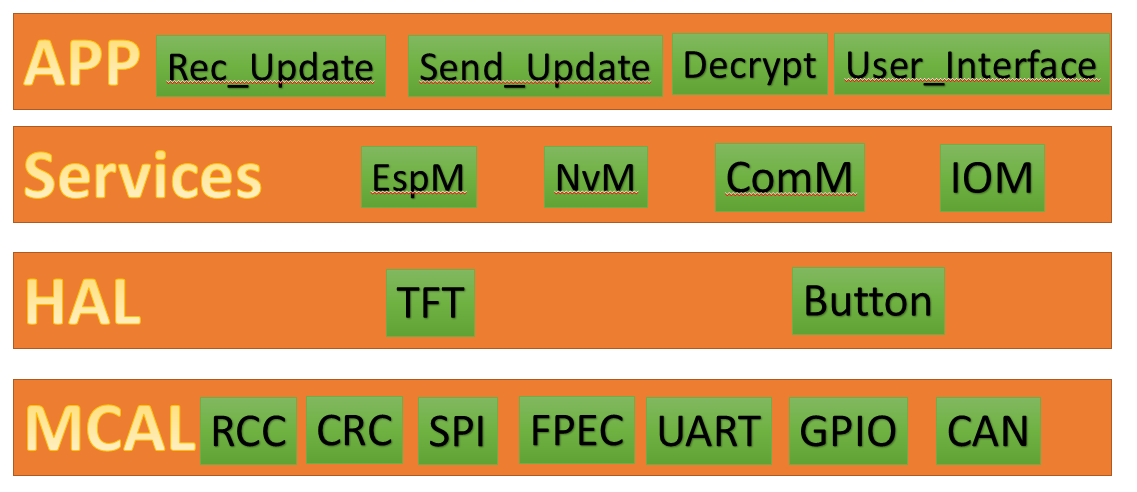 APP Rec_Update Send_Update Decrypt User_Interface
Services EspM NvM ComM IOM
HAL TFT Button
MCAL RCC CRC SPI FPEC UART GPIO CAN